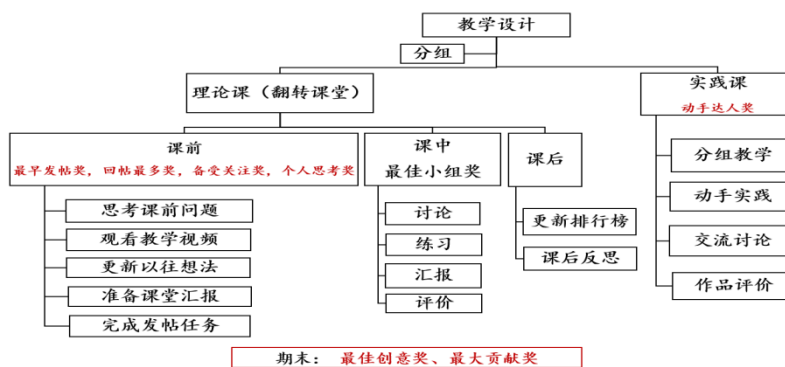 教学设计
分组
理论课（翻转课堂）
实践课
动手达人奖
课前
最早发帖奖，回帖最多奖，备受关注奖，个人思考奖
课中
最佳小组奖
课后
思考课前问题
观看教学视频
更新以往想法
准备课堂汇报
完成发帖任务
讨论
练习
汇报
评价
更新排行榜
课后反思
分组教学
动手实践
交流讨论
作品评价
期末： 最佳创意奖、最大贡献奖